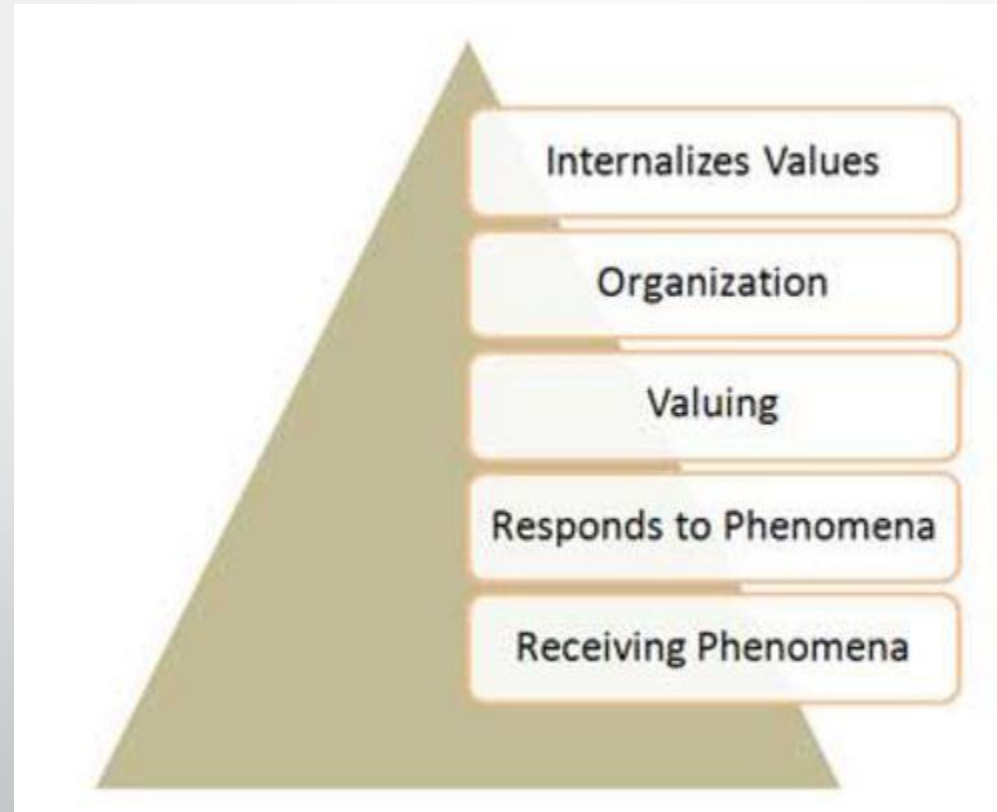 Internalizes Values
Organization
Valuing
Responds to Phenomena
Receiving Phenomena